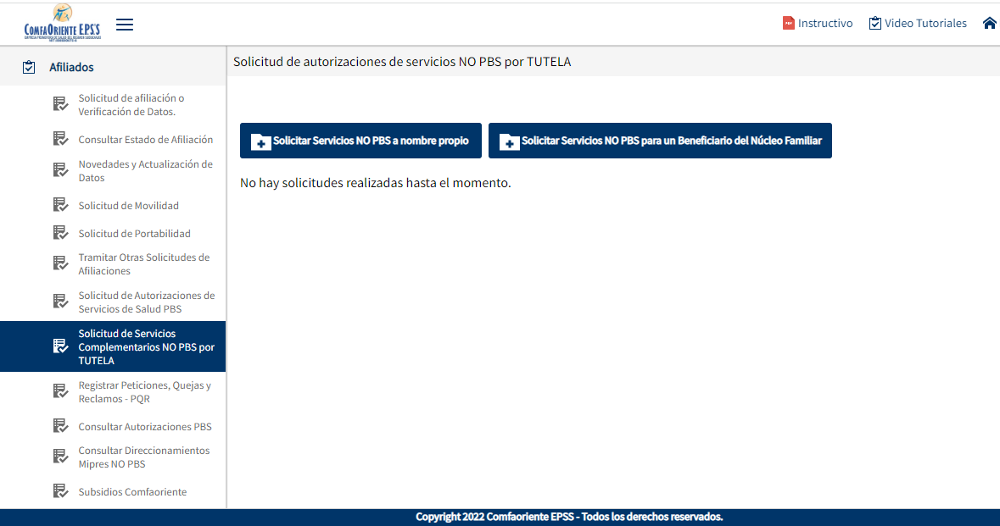 COMFAORIENTE EPS'S
Instructivo
Video Tutoriales
Afiliados
Solicitud de autorizaciones de servicios NO PBS por TUTELA
Solicitud de afiliación o
Verificación de Datos.
Consultar Estado de Afiliación
Novedades y Actualización de
Datos
Solicitud de Movilidad
Solicitud de Portabilidad
Tramitar Otras Solicitudes de
Afiliaciones
Solicitud de Autorizaciones de
Servicios de Salud PBS
Solicitud de Servicios
Complementarios NO PBS por
TUTELA
Registrar Peticiones, Quejas y
Reclamos - PQR
Consultar Autorizaciones PBS
Consultar Direccionamientos
Mipres NO PBS
Subsidios Comfaoriente
Solicitar Servicios NO PBS a nombre propio
Solicitar Servicios NO PBS para un Beneficiario del Núcleo Familiar
No hay solicitudes realizadas hasta el momento.
Copyright 2022 Comfaoriente EPSS - Todos los derechos reservados.